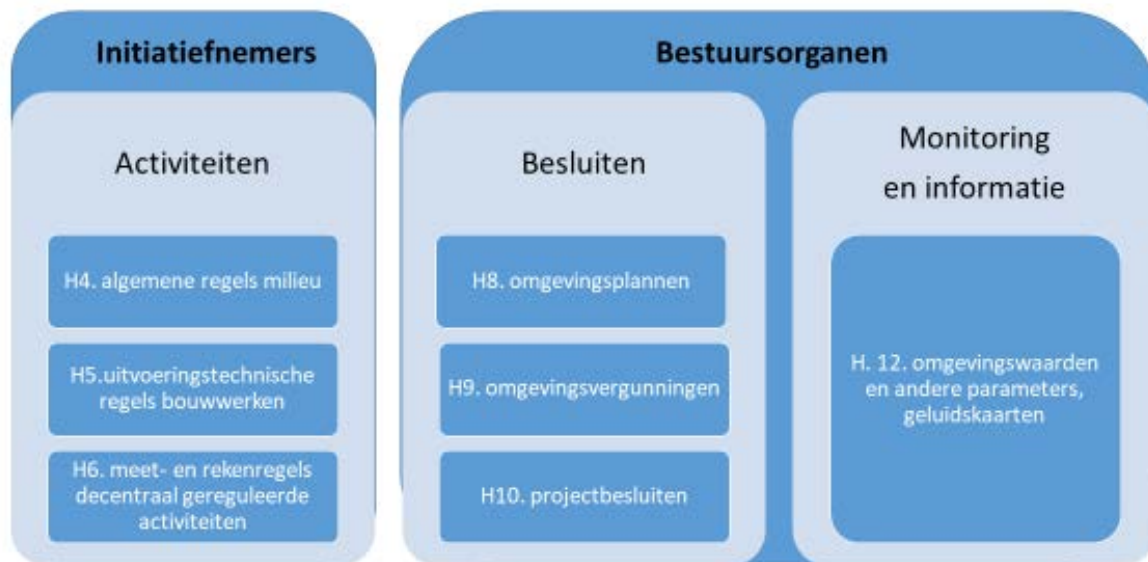 Initiatiefnemers
Activiteiten
H4. algemene regels milieu
H5.uitvoeringstechnische
regels bouwwerken
H6. meet- en rekenregels
decentraal gereguleerde
activiteiten
Bestuursorganen
Besluiten
H8. omgevingsplannen
H9. omgevingsvergunningen
H10. projectbesluiten
Monitoring
en informatie
H. 12. omgevingswaarden
en andere parameters,
geluidskaarten